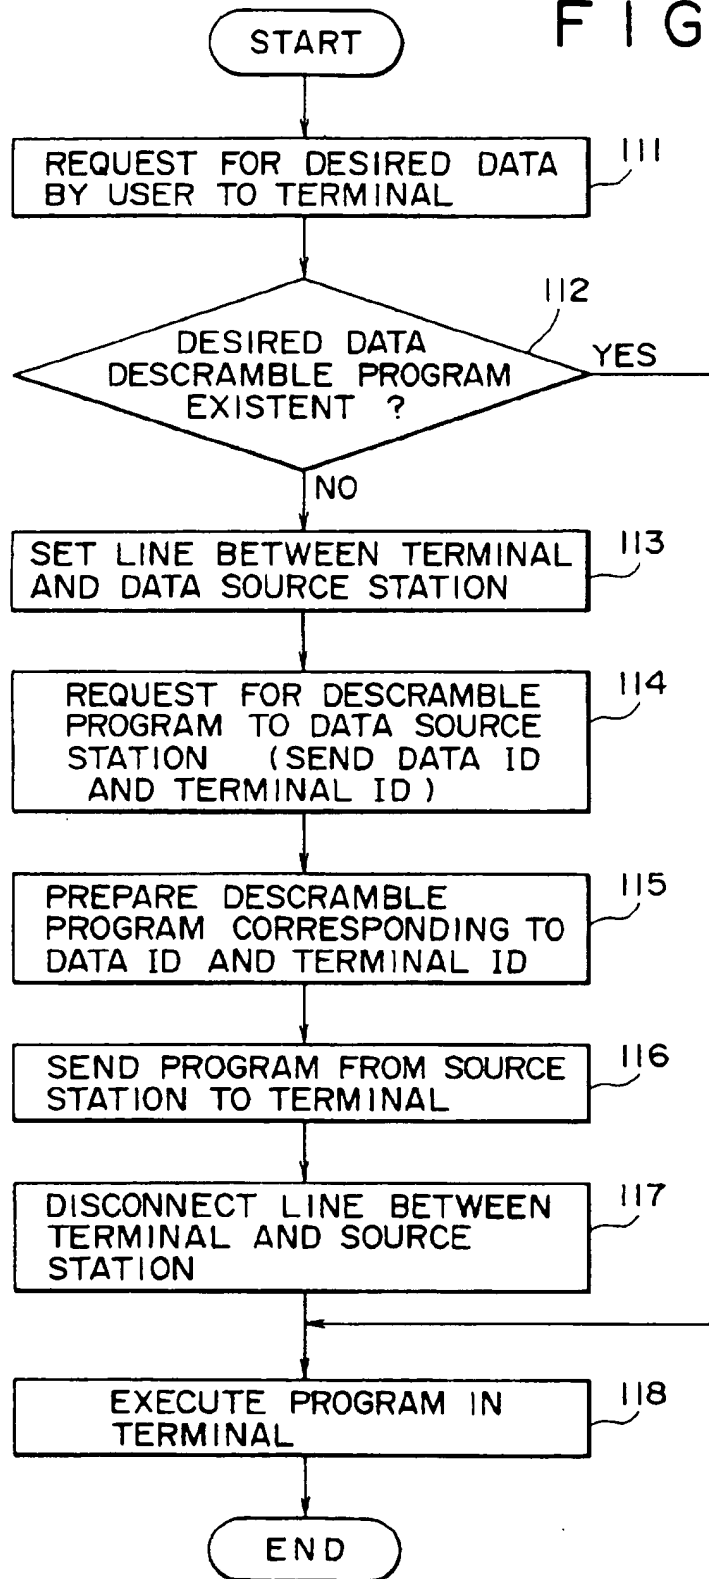 FIG
START
REQUEST FOR DESIRED DATA
BY USER TO TERMINAL
111
112
DESIRED DATA
DESCRAMBLE PROGRAM
EXISTENT ?
YES
NO
SET LINE BETWEEN TERMINAL
AND DATA SOURCE STATION
113
REQUEST FOR DESCRAMBLE
PROGRAM TO DATA SOURCE
STATION (SEND DATA ID
AND TERMINAL ID)
114
PREPARE DESCRAMBLE
PROGRAM CORRESPONDING TO
DATA ID AND TERMINAL ID
115
SEND PROGRAM FROM SOURCE
STATION TO TERMINAL
116
DISCONNECT LINE BETWEEN
TERMINAL AND SOURCE
STATION
117
EXECUTE PROGRAM IN
TERMINAL
118
END